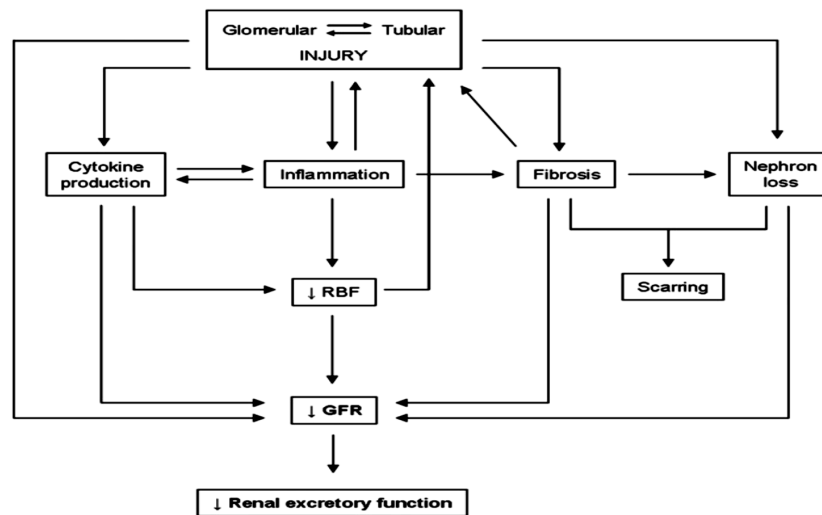 Glomerular Tubular
INJURY
Cytokine
production
Inflammation
Fibrosis
Nephron
loss
↓ RBF
Scarring
↓ GFR
↓ Renal excretory function